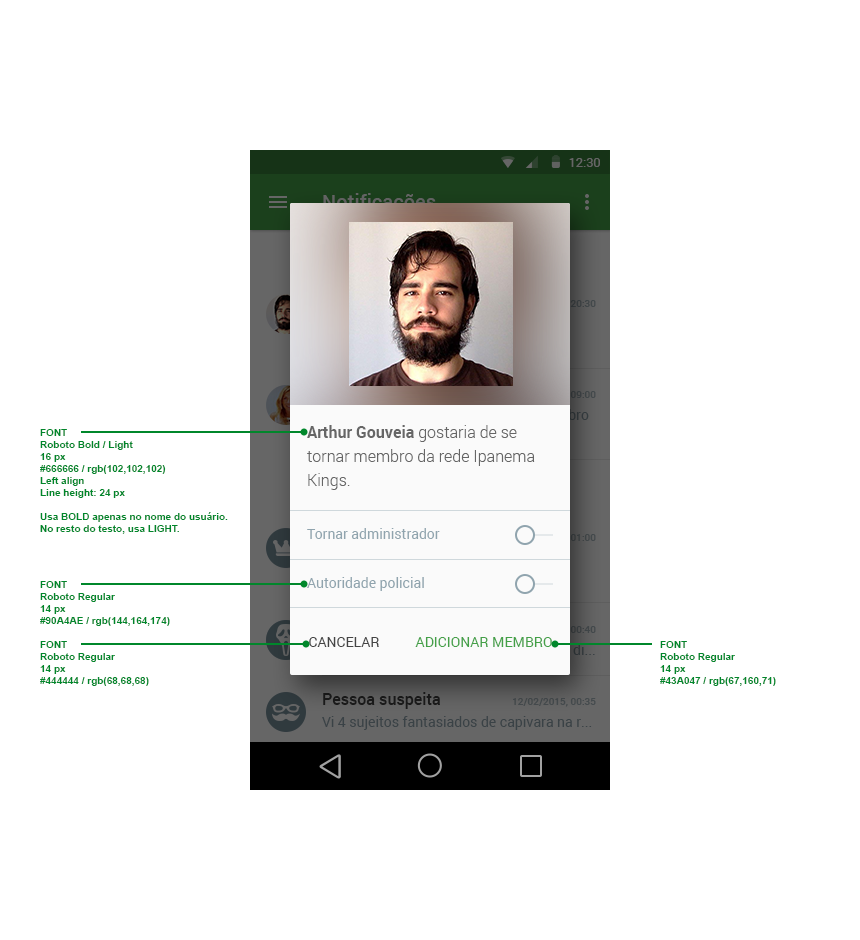 12:30
Notificações
20:30
09:00
bro
FONT
Roboto Bold / Light
16 px
#666666 / rgb(102,102,102)
Left align
Line height: 24 px
Usa BOLD apenas no nome do usuário.
No resto do testo, usa LIGHT.
Arthur Gouveia gostaria de se
tornar membro da rede Ipanema
Kings.
Tornar administrador
01:00
FONT
Roboto Regular
14 px
#90A4AE / rgb(144,164,174)
Autoridade policial
00:40
di...
FONT
Roboto Regular
14 px
#444444 / rgb(68,68,68)
CANCELAR ADICIONAR MEMBRO
FONT
Roboto Regular
14 px
#43A047 / rgb(67,160,71)
Pessoa suspeita 12/02/2015, 00:35
Vi 4 sujeitos fantasiados de capivara na r...